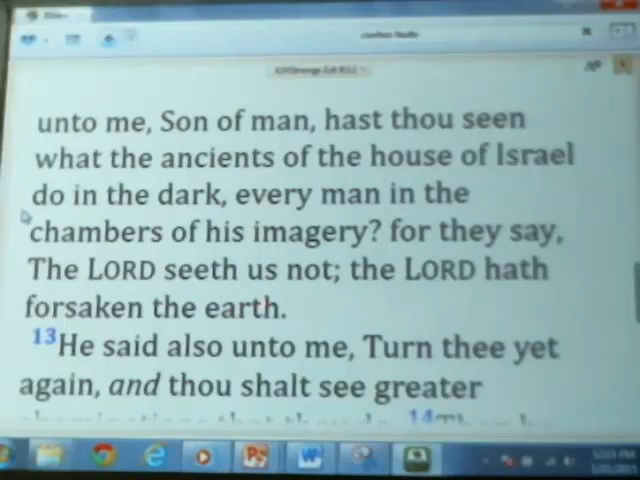 unto me, Son of man, hast thou seen
what the ancients of the house of Israel
do in the dark, every man in the
chambers of his imagery? for they say,
The LORD seeth us not; the LORD hath
forsaken the earth.
13He said also unto me, Turn thee yet
again, and thou shalt see greater
14